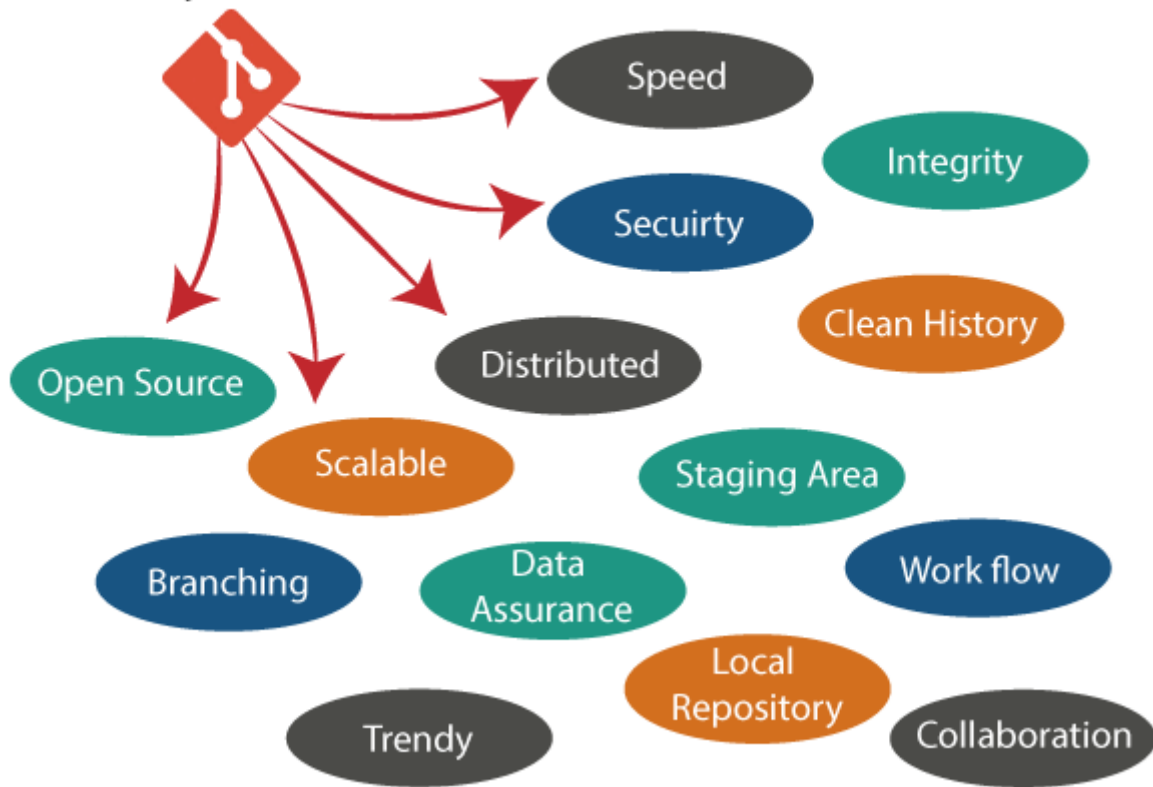 Speed
Integrity
Secuirty
Clean History
Distributed
Open Source
Scalable
Staging Area
Branching
Data
Assurance
Work flow
Local
Repository
Trendy
Collaboration